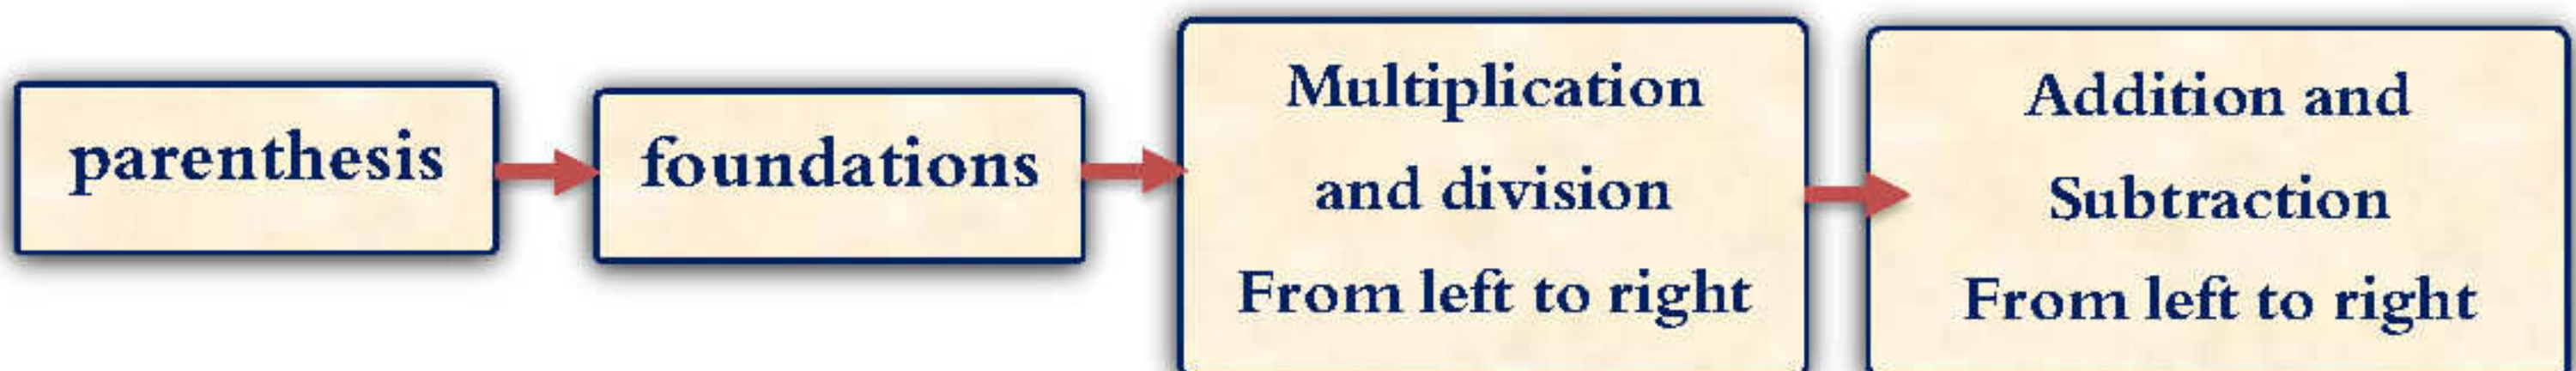 parenthesis
foundations
Multiplication
and division
From left to right
Addition and
Subtraction
From left to right